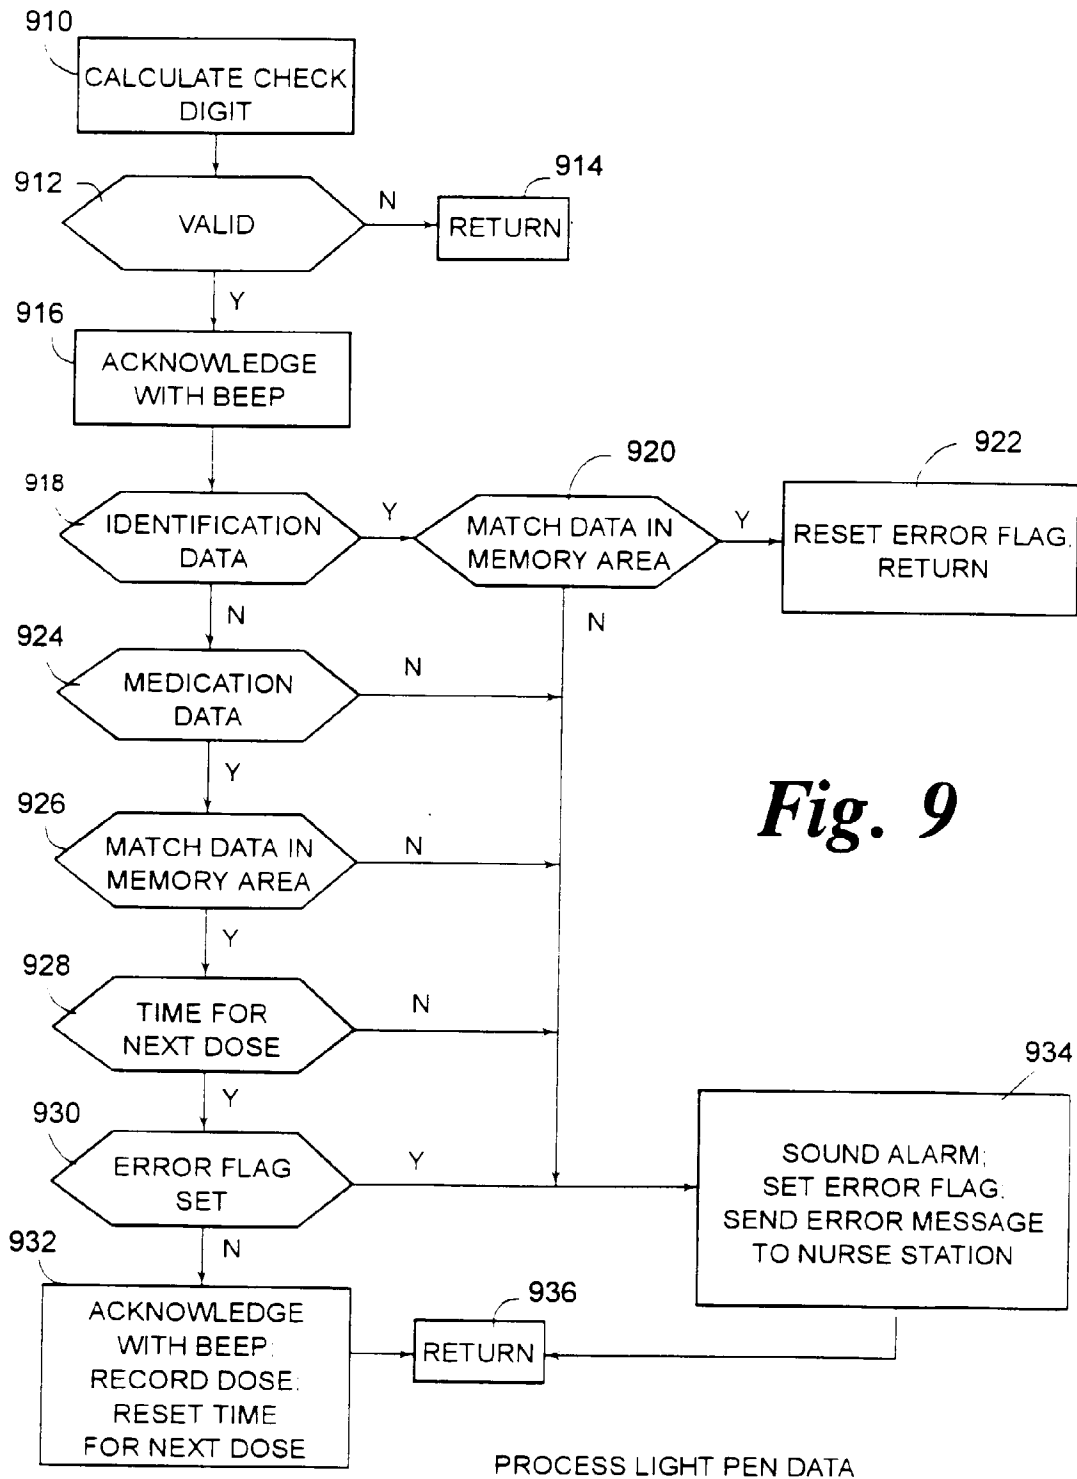 910
CALCULATE CHECK
DIGIT
912
VALID
N
914
RETURN
Y
916
ACKNOWLEDGE
WITH BEEP
918
IDENTIFICATION
DATA
Y
920
MATCH DATA IN
MEMORY AREA
Y
922
RESET ERROR FLAG,
RETURN
N
N
924
MEDICATION
DATA
N
Y
926
MATCH DATA IN
MEMORY AREA
N
Y
Fig. 9
928
TIME FOR
NEXT DOSE
N
Y
930
ERROR FLAG
SET
Y
934
SOUND ALARM;
SET ERROR FLAG;
SEND ERROR MESSAGE
TO NURSE STATION
N
932
ACKNOWLEDGE
WITH BEEP;
RECORD DOSE;
RESET TIME
FOR NEXT DOSE
936
RETURN
PROCESS LIGHT PEN DATA